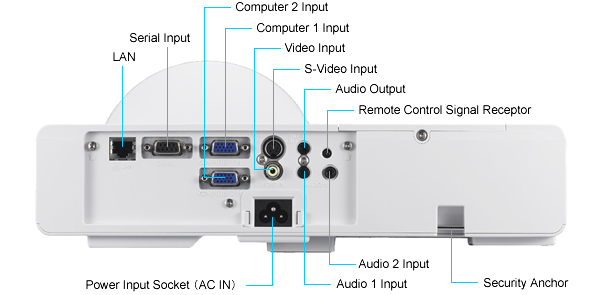 Computer 2 Input
Computer 1 Input
Serial Input
Video Input
LAN
S-Video Input
Audio Output
Remote Control Signal Receptor
Audio 2 Input
Power Input Socket (AC IN)
Audio 1 Input
Security Anchor